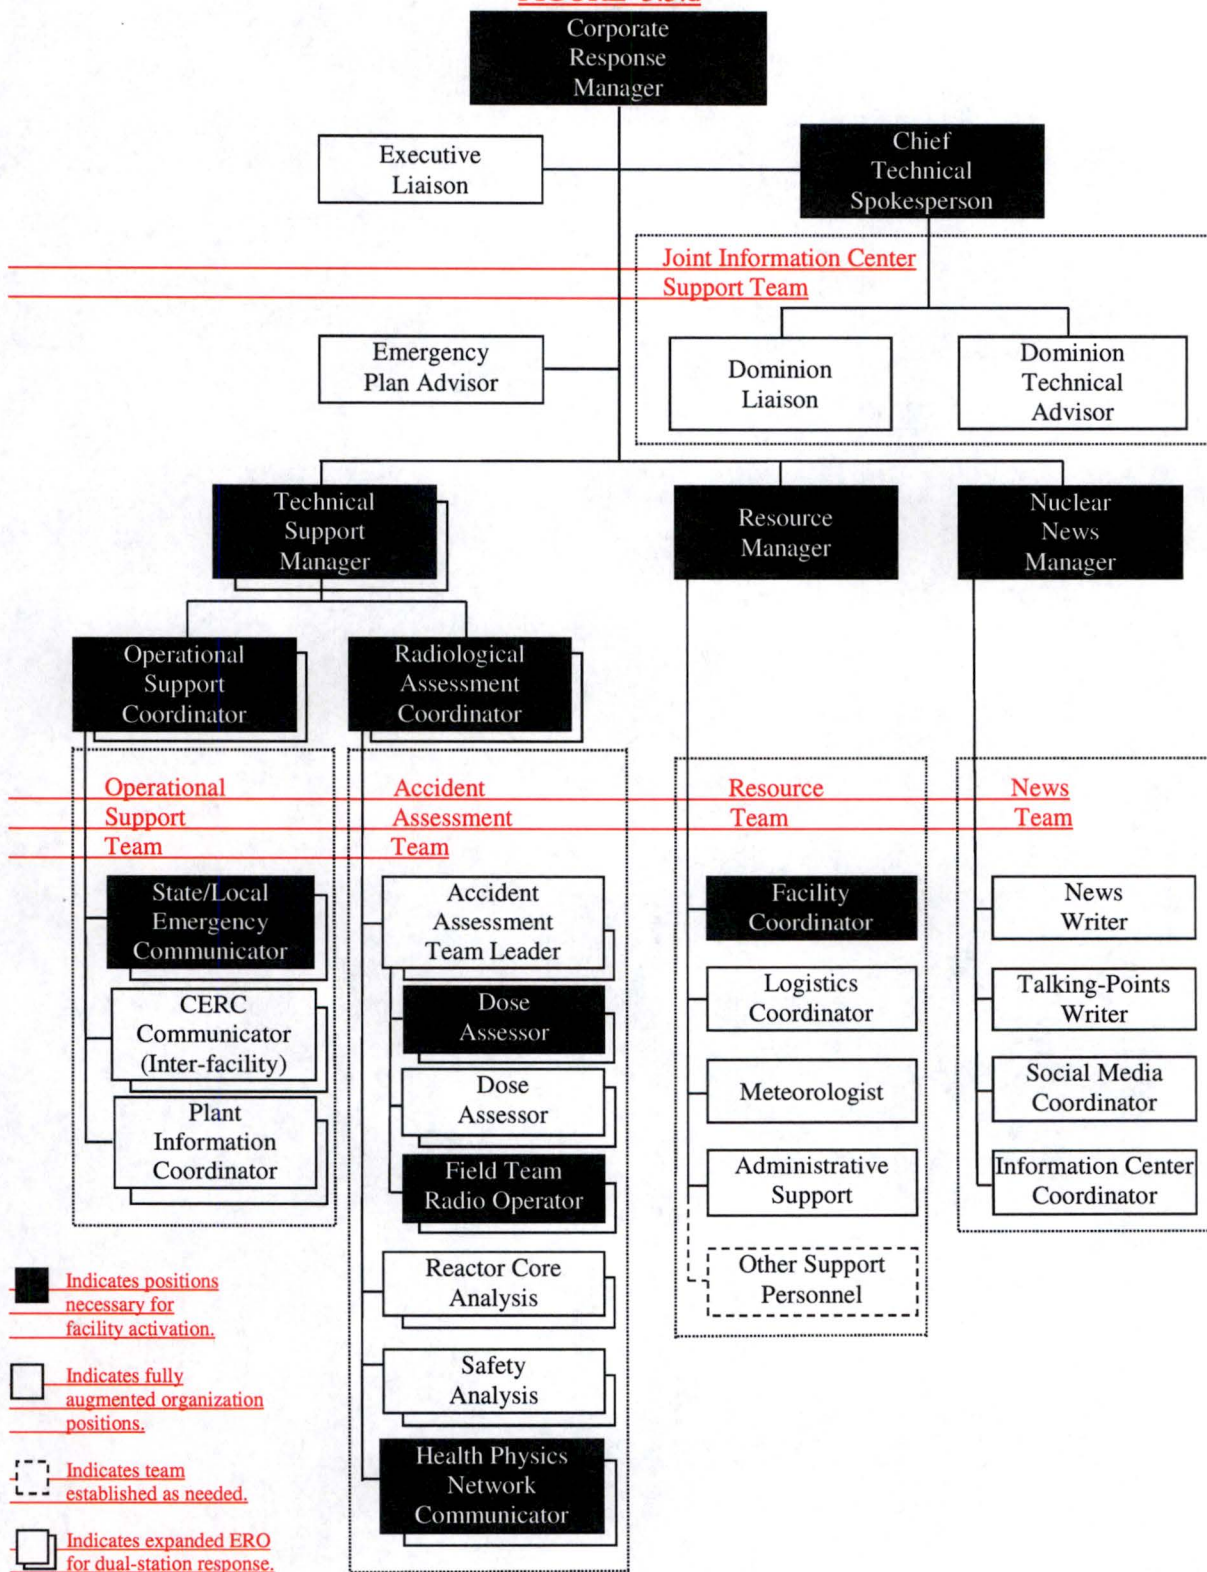 Corporate
Response
Manager
Executive
Liaison
Chief
Technical
Spokesperson
Joint Information Center
Support Team
Emergency
Plan Advisor
Dominion
Liaison
Dominion
Technical
Advisor
Technical
Support
Manager
Resource
Manager
Nuclear
News
Manager
Operational
Support
Coordinator
Radiological
Assessment
Coordinator
Operational
Support
Team
Accident
Assessment
Team
Resource
Team
News
Team
State/Local
Emergency
Communicator
CERC
Communicator
(Inter-facility)
Plant
Information
Coordinator
Accident
Assessment
Team Leader
Dose
Assessor
Dose
Assessor
Field Team
Radio Operator
Reactor Core
Analysis
Safety
Analysis
Health Physics
Network
Communicator
Facility
Coordinator
Logistics
Coordinator
Meteorologist
Administrative
Support
Other Support
Personnel
News
Writer
Talking-Points
Writer
Social Media
Coordinator
Information Center
Coordinator
Indicates positions
necessary for
facility activation.
Indicates fully
augmented organization
positions.
Indicates team
established as needed.
Indicates expanded ERO
for dual-station response.